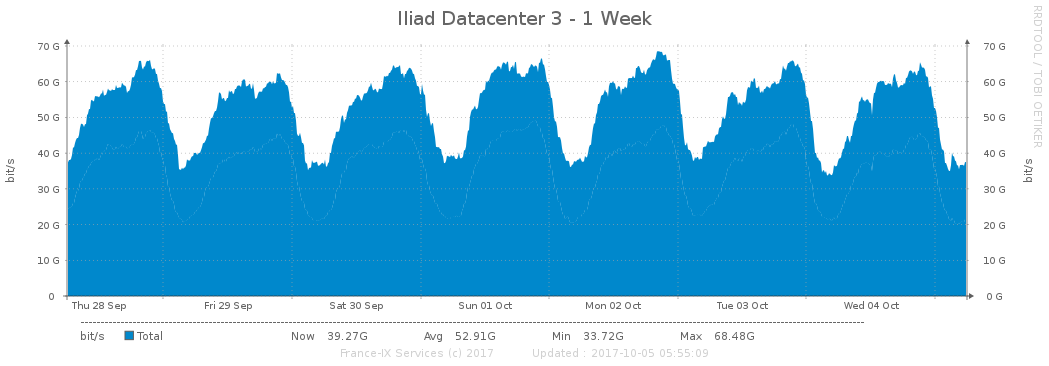 Iliad Datacenter 3 - 1 Week
RRDTOOL / TOBI OETIKER
70 G 70 G
60 G 60 G
50 G 50 G
40 G 40 G
30 G 30 G
20 G 20 G
10 G 10 G
0 0 G
bit/s bit/s
Thu 28 Sep Fri 29 Sep Sat 30 Sep Sun 01 Oct Mon 02 Oct Tue 03 Oct Wed 04 Oct
bit/s Total Now 39.27G Avg 52.91G Min 33.72G Max 68.48G
France-IX Services (c) 2017 Updated : 2017-10-05 05:55:09